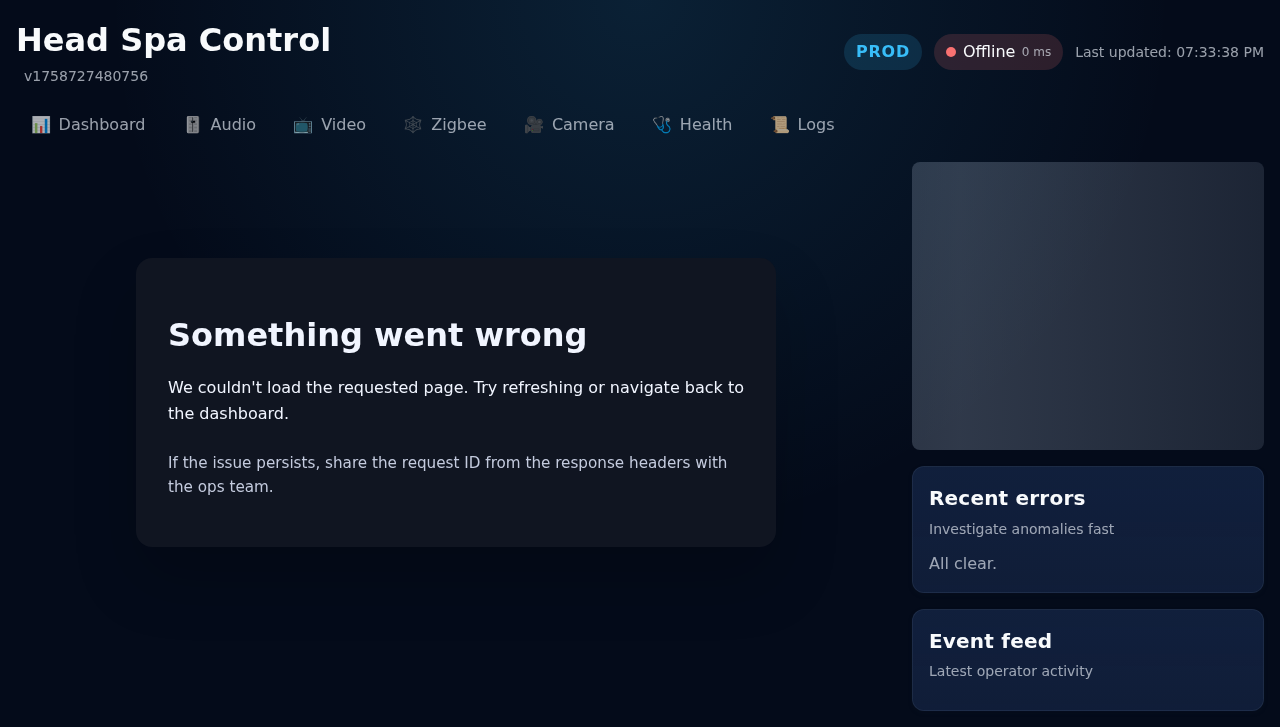 Head Spa Control
v1758727480756
PROD
Offline 0 ms
Last updated: 07:33:38 PM
Dashboard
Audio
Video
Zigbee
Camera
Health
Logs
Something went wrong
We couldn't load the requested page. Try refreshing or navigate back to
the dashboard.
If the issue persists, share the request ID from the response headers with
the ops team.
Recent errors
Investigate anomalies fast
All clear.
Event feed
Latest operator activity